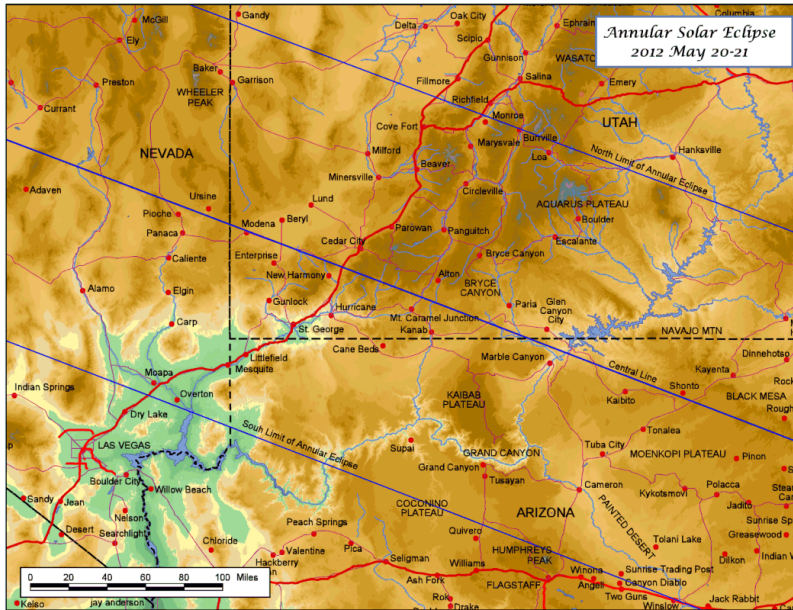 Annular Solar Eclipse
2012 May 20-21
McGill
Gandy
Ely
Delta
Oak City
Scipio
Ephraim
Columbia
Gunnison
WASATC
Baker
Garrison
Preston
WHEELER
PEAK
Fillmore
Salina
Emery
Currant
Richfield
Monroe
UTAH
Cove Fort
Burrville
Marysvale
Loa
Hanksville
NEVADA
Milford
Beaver
North Limit of Annular Eclipse
Minersville
Circleville
Adaven
Ursine
Lund
AQUARUS PLATEAU
Pioche
Beryl
Boulder
Modena
Panaca
Parowan
Panguitch
Escalante
Cedar City
Caliente
Enterprise
Bryce Canyon
New Harmony
Alton
BRYCE
CANYON
Alamo
Elgin
Gunlock
Hurricane
Paria
Glen
Canyon
City
Mt. Caramel Junction
Carp
St. George
Kanab
NAVAJO MTN
Cane Beds
Littlefield
Mesquite
Marble Canyon
Central Line
Dinnehotso
Kayenta
Rock
Moapa
Indian Springs
Overton
KAIBAB
PLATEAU
Kaibito
Shonto
BLACK MESA
Rough
Dry Lake
South Limit of Annular Eclipse
Tonalea
LAS VEGAS
Supai
GRAND CANYON
Tuba City
MOENKOPI PLATEAU
Pinon
Grand Canyon
Tusayan
Boulder City
Willow Beach
Cameron
Kykotsmovi
Polacca
Sandy
Jean
COCONINO
PLATEAU
PAINTED DESERT
Jadito
Nelson
ARIZONA
Sunrise Sp
Desert
Searchlight
Peach Springs
Quivero
Greasewood
Chloride
Valentine
Pica
HUMPHREYS
PEAK
Tolani Lake
Hackberry
Seligman
Dilkon
Indian W
Williams
Winona
Sunrise Trading Post
0 20 40 60 80 100 Miles
Ash Fork
FLAGSTAFF
Angell
Canyon Diablo
Two Guns
jay anderson
Kelso
Drake
Winslow
Jack Rabbit